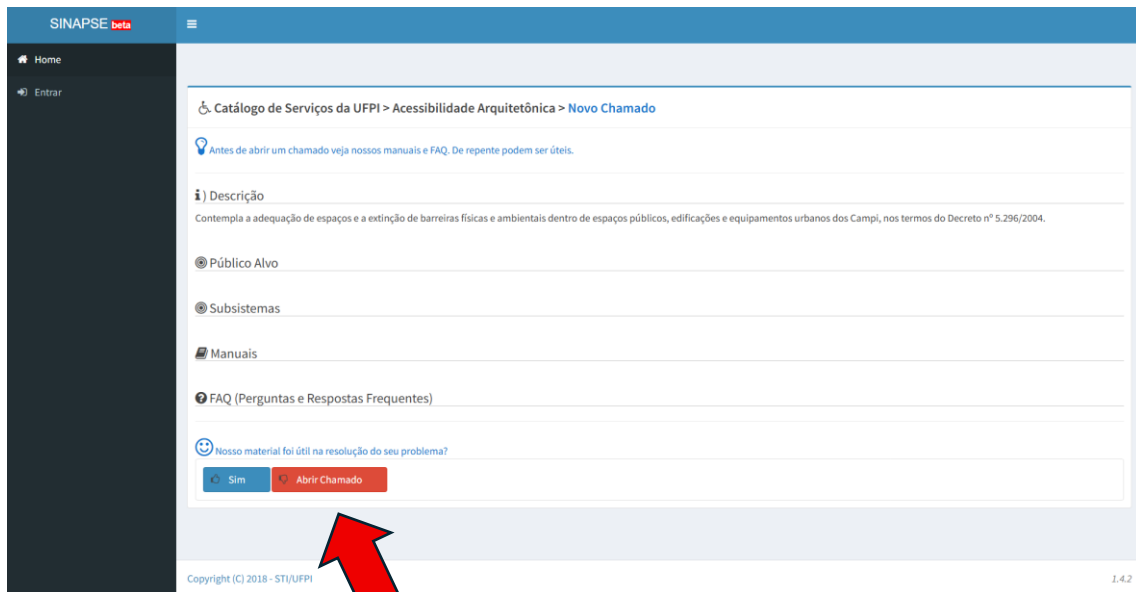 SINAPSE beta
Home
Entrar
Catálogo de Serviços da UFPI > Acessibilidade Arquitetônica > Novo Chamado
Antes de abrir um chamado veja nossos manuais e FAQ. De repente podem ser úteis.
i) Descrição
Contempla a adequação de espaços e a extinção de barreiras físicas e ambientais dentro de espaços públicos, edificações e equipamentos urbanos dos Campi, nos termos do Decreto nº 5.296/2004.
Público Alvo
Subsistemas
Manuais
FAQ (Perguntas e Respostas Frequentes)
Nosso material foi útil na resolução do seu problema?
Sim Abrir Chamado
Copyright (C) 2018 - STI/UFPI 1.4.2